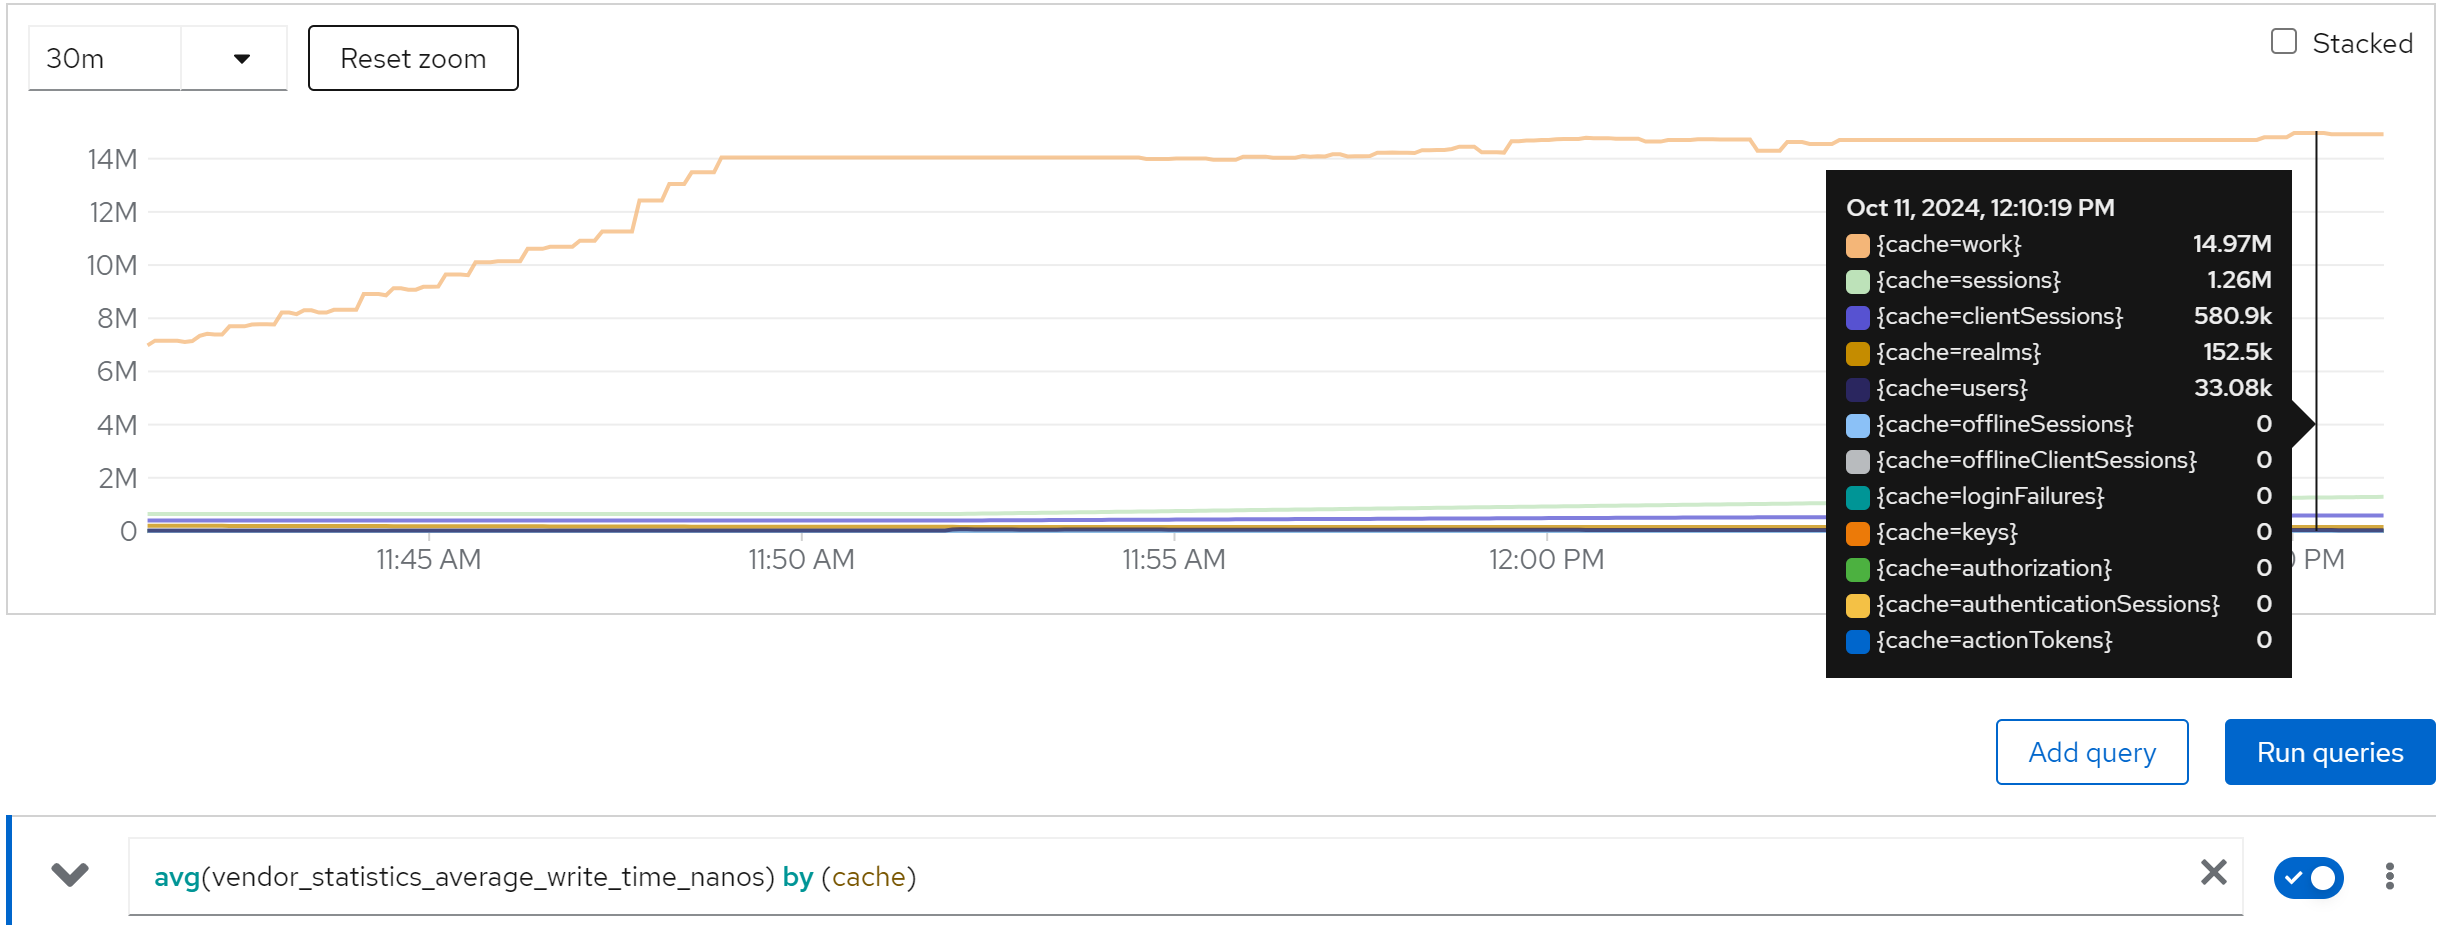 30m
Reset zoom
Stacked
14M
12M
10M
8M
6M
4M
2M
0
11:45 AM
11:50 AM
11:55 AM
12:00 PM
PM
Oct 11, 2024, 12:10:19 PM
{cache=work} 14.97M
{cache=sessions} 1.26M
{cache=clientSessions} 580.9k
{cache=realms} 152.5k
{cache=users} 33.08k
{cache=offlineSessions} 0
{cache=offlineClientSessions} 0
{cache=loginFailures} 0
{cache=keys} 0
{cache=authorization} 0
{cache=authenticationSessions} 0
{cache=actionTokens} 0
Add query
Run queries
avg(vendor_statistics_average_write_time_nanos) by (cache)